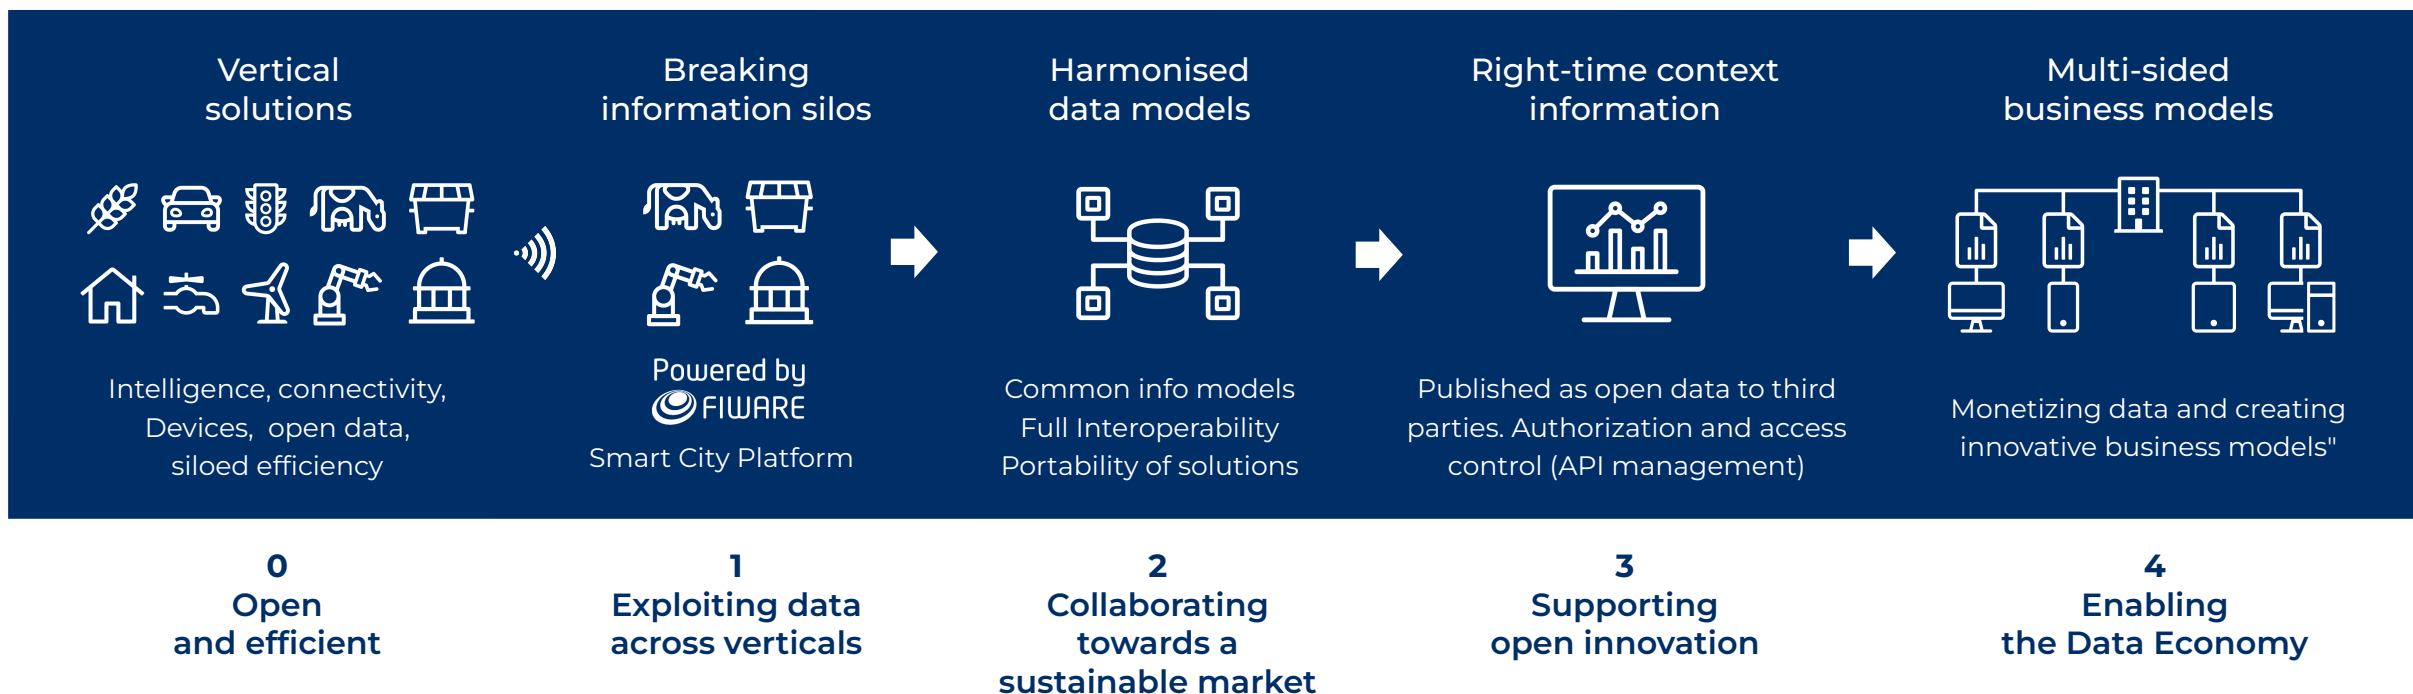 Vertical
solutions
Intelligence, connectivity,
Devices,  open data,
siloed efficiency
Breaking
information silos
Powered by
FIWARE
Smart City Platform
Harmonised
data models
Common info models
Full Interoperability
Portability of solutions
Right-time context
information
Published as open data to third
parties. Authorization and access
control (API management)
Multi-sided
business models
Monetizing data and creating
innovative business models"
0
Open
and efficient
1
Exploiting data
across verticals
2
Collaborating
towards a
sustainable market
3
Supporting
open innovation
4
Enabling
the Data Economy